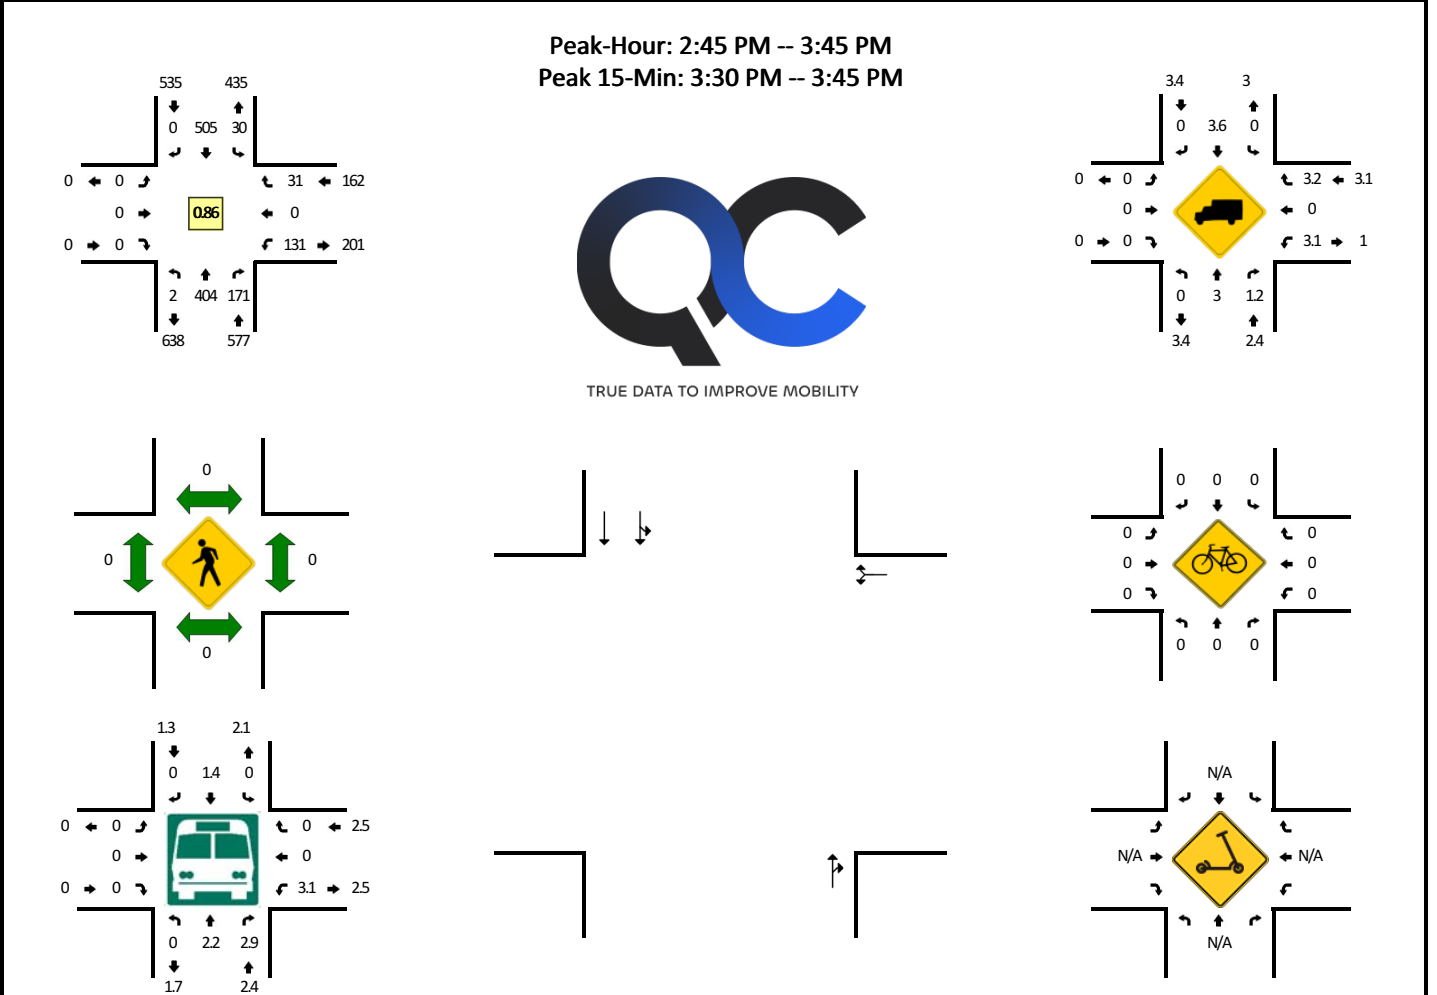 Peak-Hour: 2:45 PM -- 3:45 PM
Peak 15-Min: 3:30 PM -- 3:45 PM
535 435
0 505 30
0 0 31 162
0 0.86 0
0 0 131 201
2 404 171
638 577
3.4 3
0 3.6 0
0 0 3.2 3.1
0 0
0 0 3.1 1
0 3 1.2
3.4 2.4
QC
TRUE DATA TO IMPROVE MOBILITY
0
0 0
0
0 0 0
0 0
0 0
0 0
0 0 0
1.3 2.1
0 1.4 0
0 0 0 2.5
0 0
0 0 3.1 2.5
0 2.2 2.9
1.7 2.4
N/A
N/A N/A
N/A